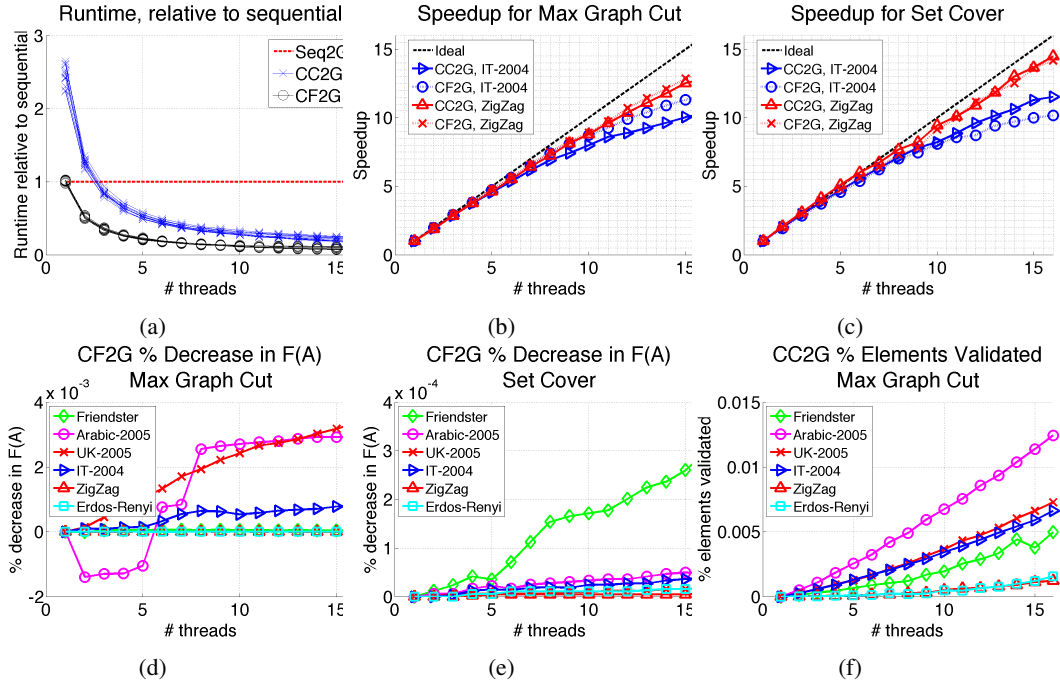 Runtime, relative to sequential
Runtime relative to sequential
3
2
1
0
Seq2G
CC2G
CF2G
0 5 10 15
# threads
(a)
Speedup for Max Graph Cut
Speedup
15
10
5
0
Ideal
CC2G, IT-2004
CF2G, IT-2004
CC2G, ZigZag
CF2G, ZigZag
0 5 10 15
# threads
(b)
Speedup for Set Cover
Speedup
15
10
5
0
Ideal
CC2G, IT-2004
CF2G, IT-2004
CC2G, ZigZag
CF2G, ZigZag
0 5 10 15
# threads
(c)
CF2G % Decrease in F(A)
Max Graph Cut
x 10⁻³
% decrease in F(A)
4
2
0
-2
Friendster
Arabic-2005
UK-2005
IT-2004
ZigZag
Erdos-Renyi
0 5 10 15
# threads
(d)
CF2G % Decrease in F(A)
Set Cover
x 10⁻⁴
% decrease in F(A)
4
3
2
1
0
Friendster
Arabic-2005
UK-2005
IT-2004
ZigZag
Erdos-Renyi
0 5 10 15
# threads
(e)
CC2G % Elements Validated
Max Graph Cut
% elements validated
0.015
0.01
0.005
0
Friendster
Arabic-2005
UK-2005
IT-2004
ZigZag
Erdos-Renyi
0 5 10 15
# threads
(f)